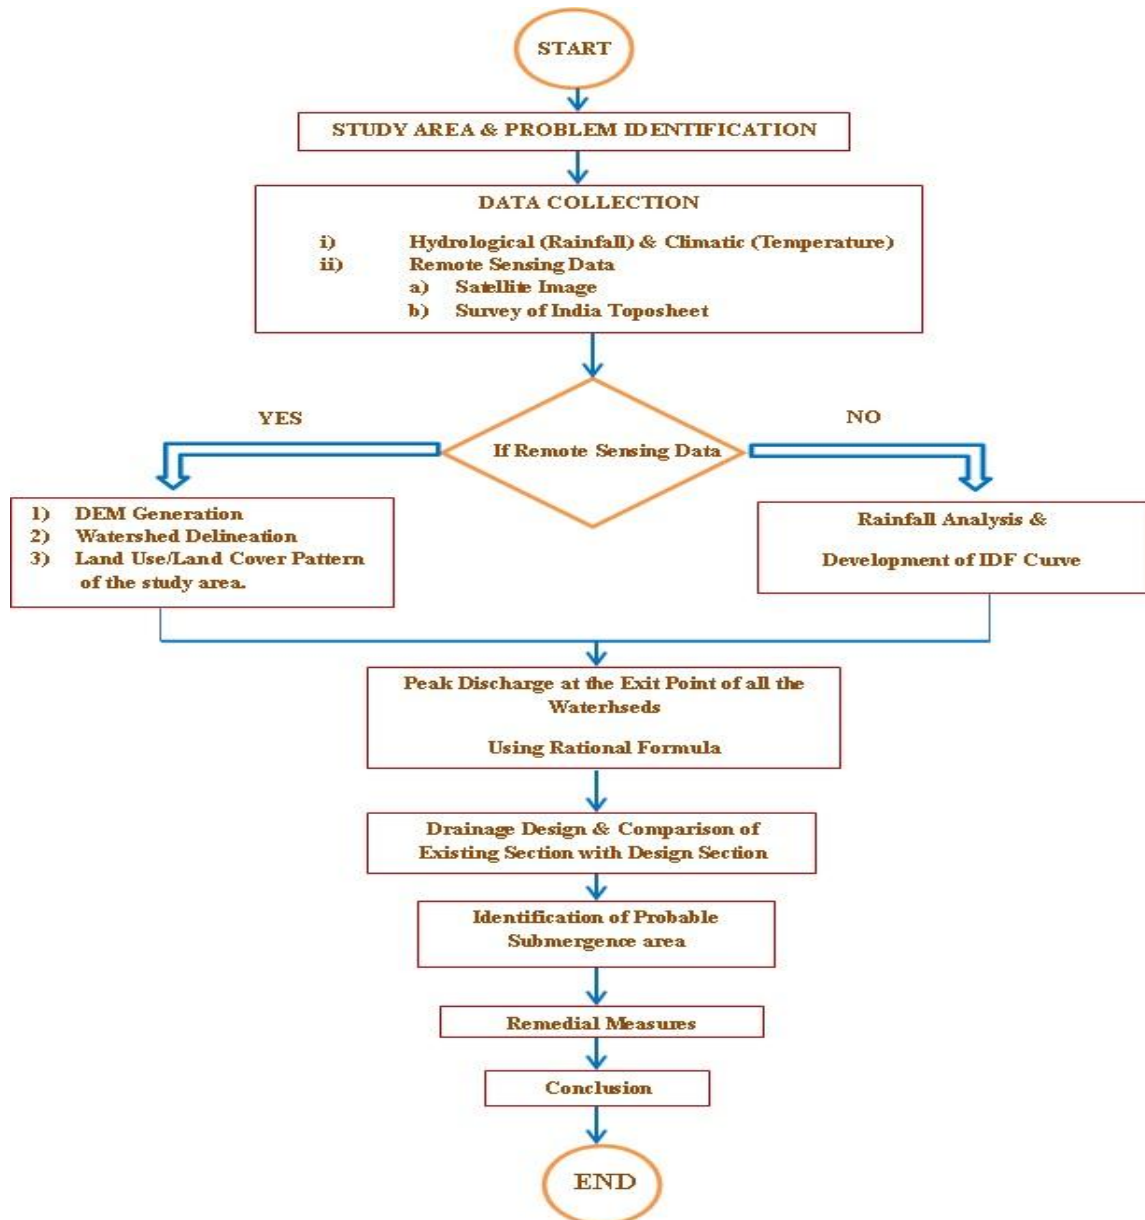 START
STUDY AREA & PROBLEM IDENTIFICATION
DATA COLLECTION
i) Hydrological (Rainfall) & Climatic (Temperature)
ii) Remote Sensing Data
a) Satellite Image
b) Survey of India Toposheet
YES
NO
If Remote Sensing Data
1) DEM Generation
2) Watershed Delineation
3) Land Use/Land Cover Pattern
of the study area.
Rainfall Analysis &
Development of IDF Curve
Peak Discharge at the Exit Point of all the
Waterhseds
Using Rational Formula
Drainage Design & Comparison of
Existing Section with Design Section
Identification of Probable
Submergence area
Remedial Measures
Conclusion
END